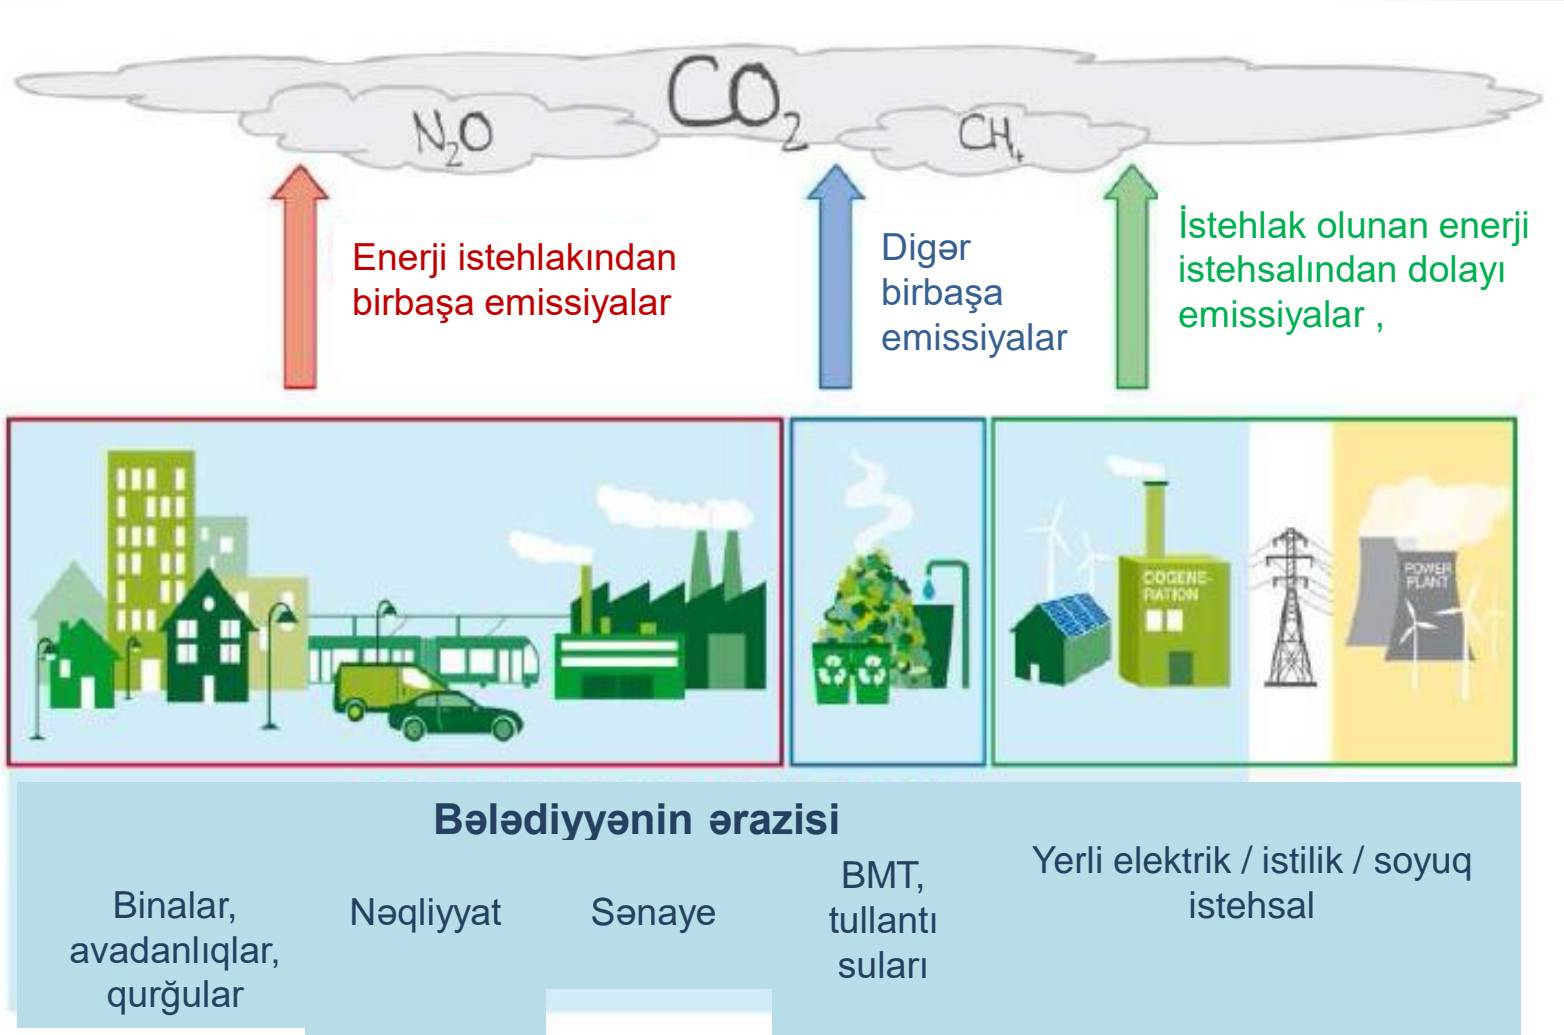 CO₂
N₂O
CH₄
Enerji istehlakından
birbaşa emissiyalar
Digər
birbaşa
emissiyalar
İstehlak olunan enerji
istehsalından dolayı
emissiyalar ,
COGENE-
RATION
POWER
PLANT
Bələdiyyənin ərazisi
Binalar,
avadanlıqlar,
qurğular
Nəqliyyat
Sənaye
BMT,
tullantı
suları
Yerli elektrik / istilik / soyuq
istehsal